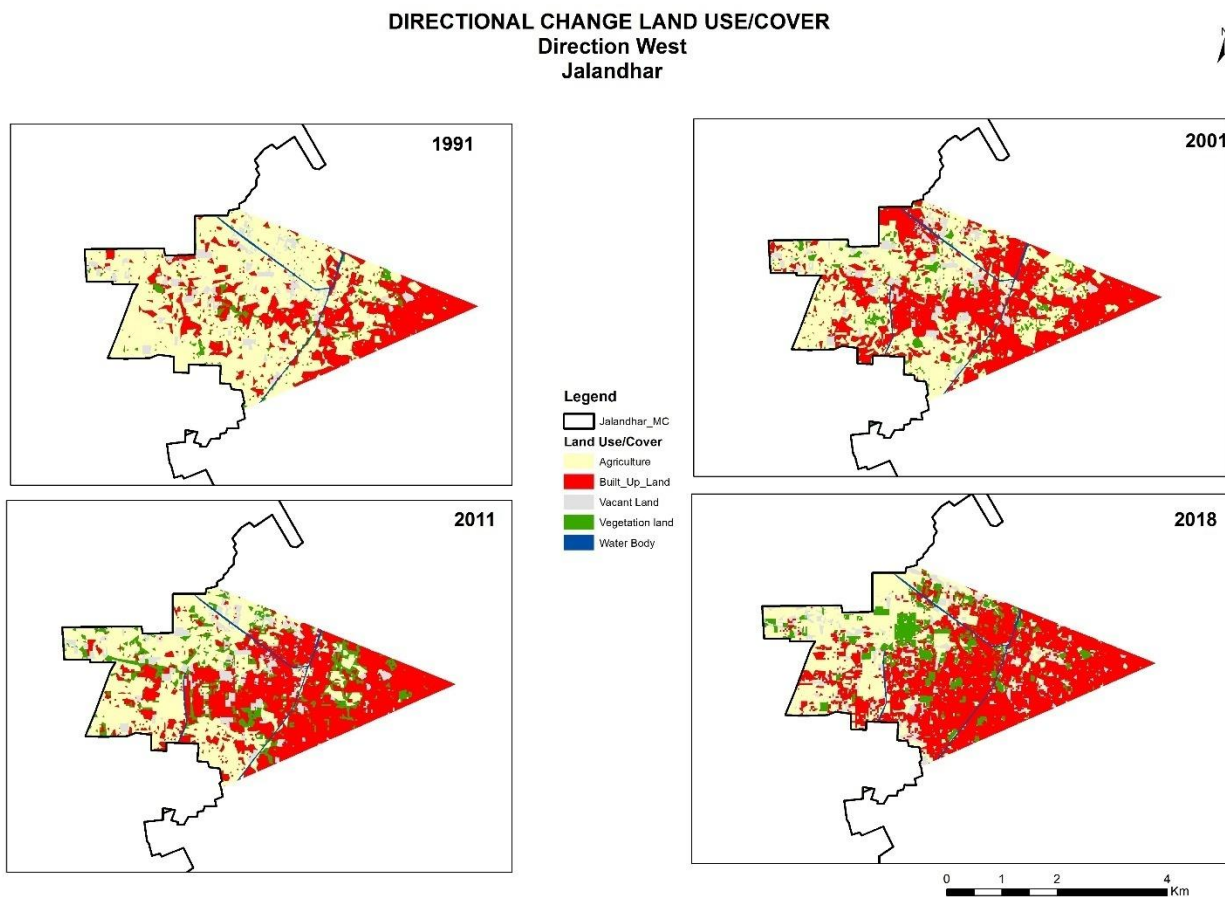 DIRECTIONAL CHANGE LAND USE/COVER
Direction West
Jalandhar
N
1991
2001
Legend
Jalandhar_MC
Land Use/Cover
Agriculture
Built_Up_Land
Vacant Land
Vegetation land
Water Body
2011
2018
0 1 2 4
Km